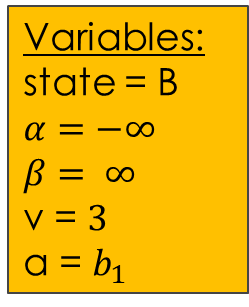 Variables:
state = B
α = −∞
β = ∞
v = 3
a = b₁